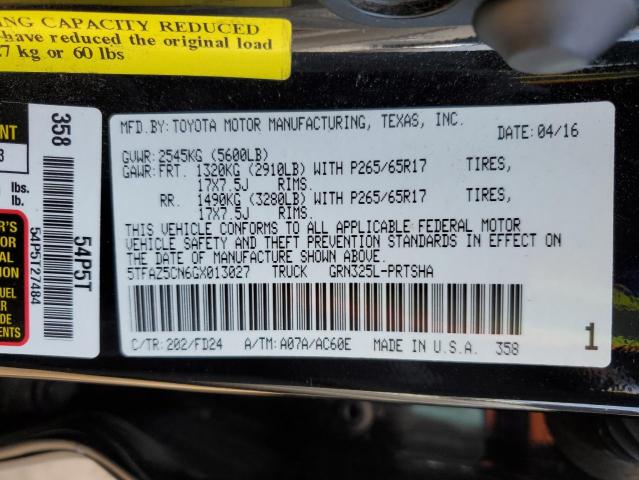 ING CAPACITY REDUCED
have reduced the original load
7 kg or 60 lbs
358
54P5T
54P5T27484
lbs.
lb.
MFD.BY: TOYOTA MOTOR MANUFACTURING, TEXAS, INC. DATE: 04/16
GVWR: 2545KG (5600LB)
GAWR: FRT. 1320KG (2910LB) WITH P265/65R17 TIRES,
17X7.5J RIMS.
RR. 1490KG (3280LB) WITH P265/65R17 TIRES,
17X7.5J RIMS.
THIS VEHICLE CONFORMS TO ALL APPLICABLE FEDERAL MOTOR
VEHICLE SAFETY AND THEFT PREVENTION STANDARDS IN EFFECT ON
THE DATE OF MANUFACTURE SHOWN ABOVE.
5TFAZ5CN6GX013027 TRUCK GRN325L-PRTSHA
C/TR: 202/FD24 A/TM: A07A/AC60E MADE IN U.S.A. 358
1